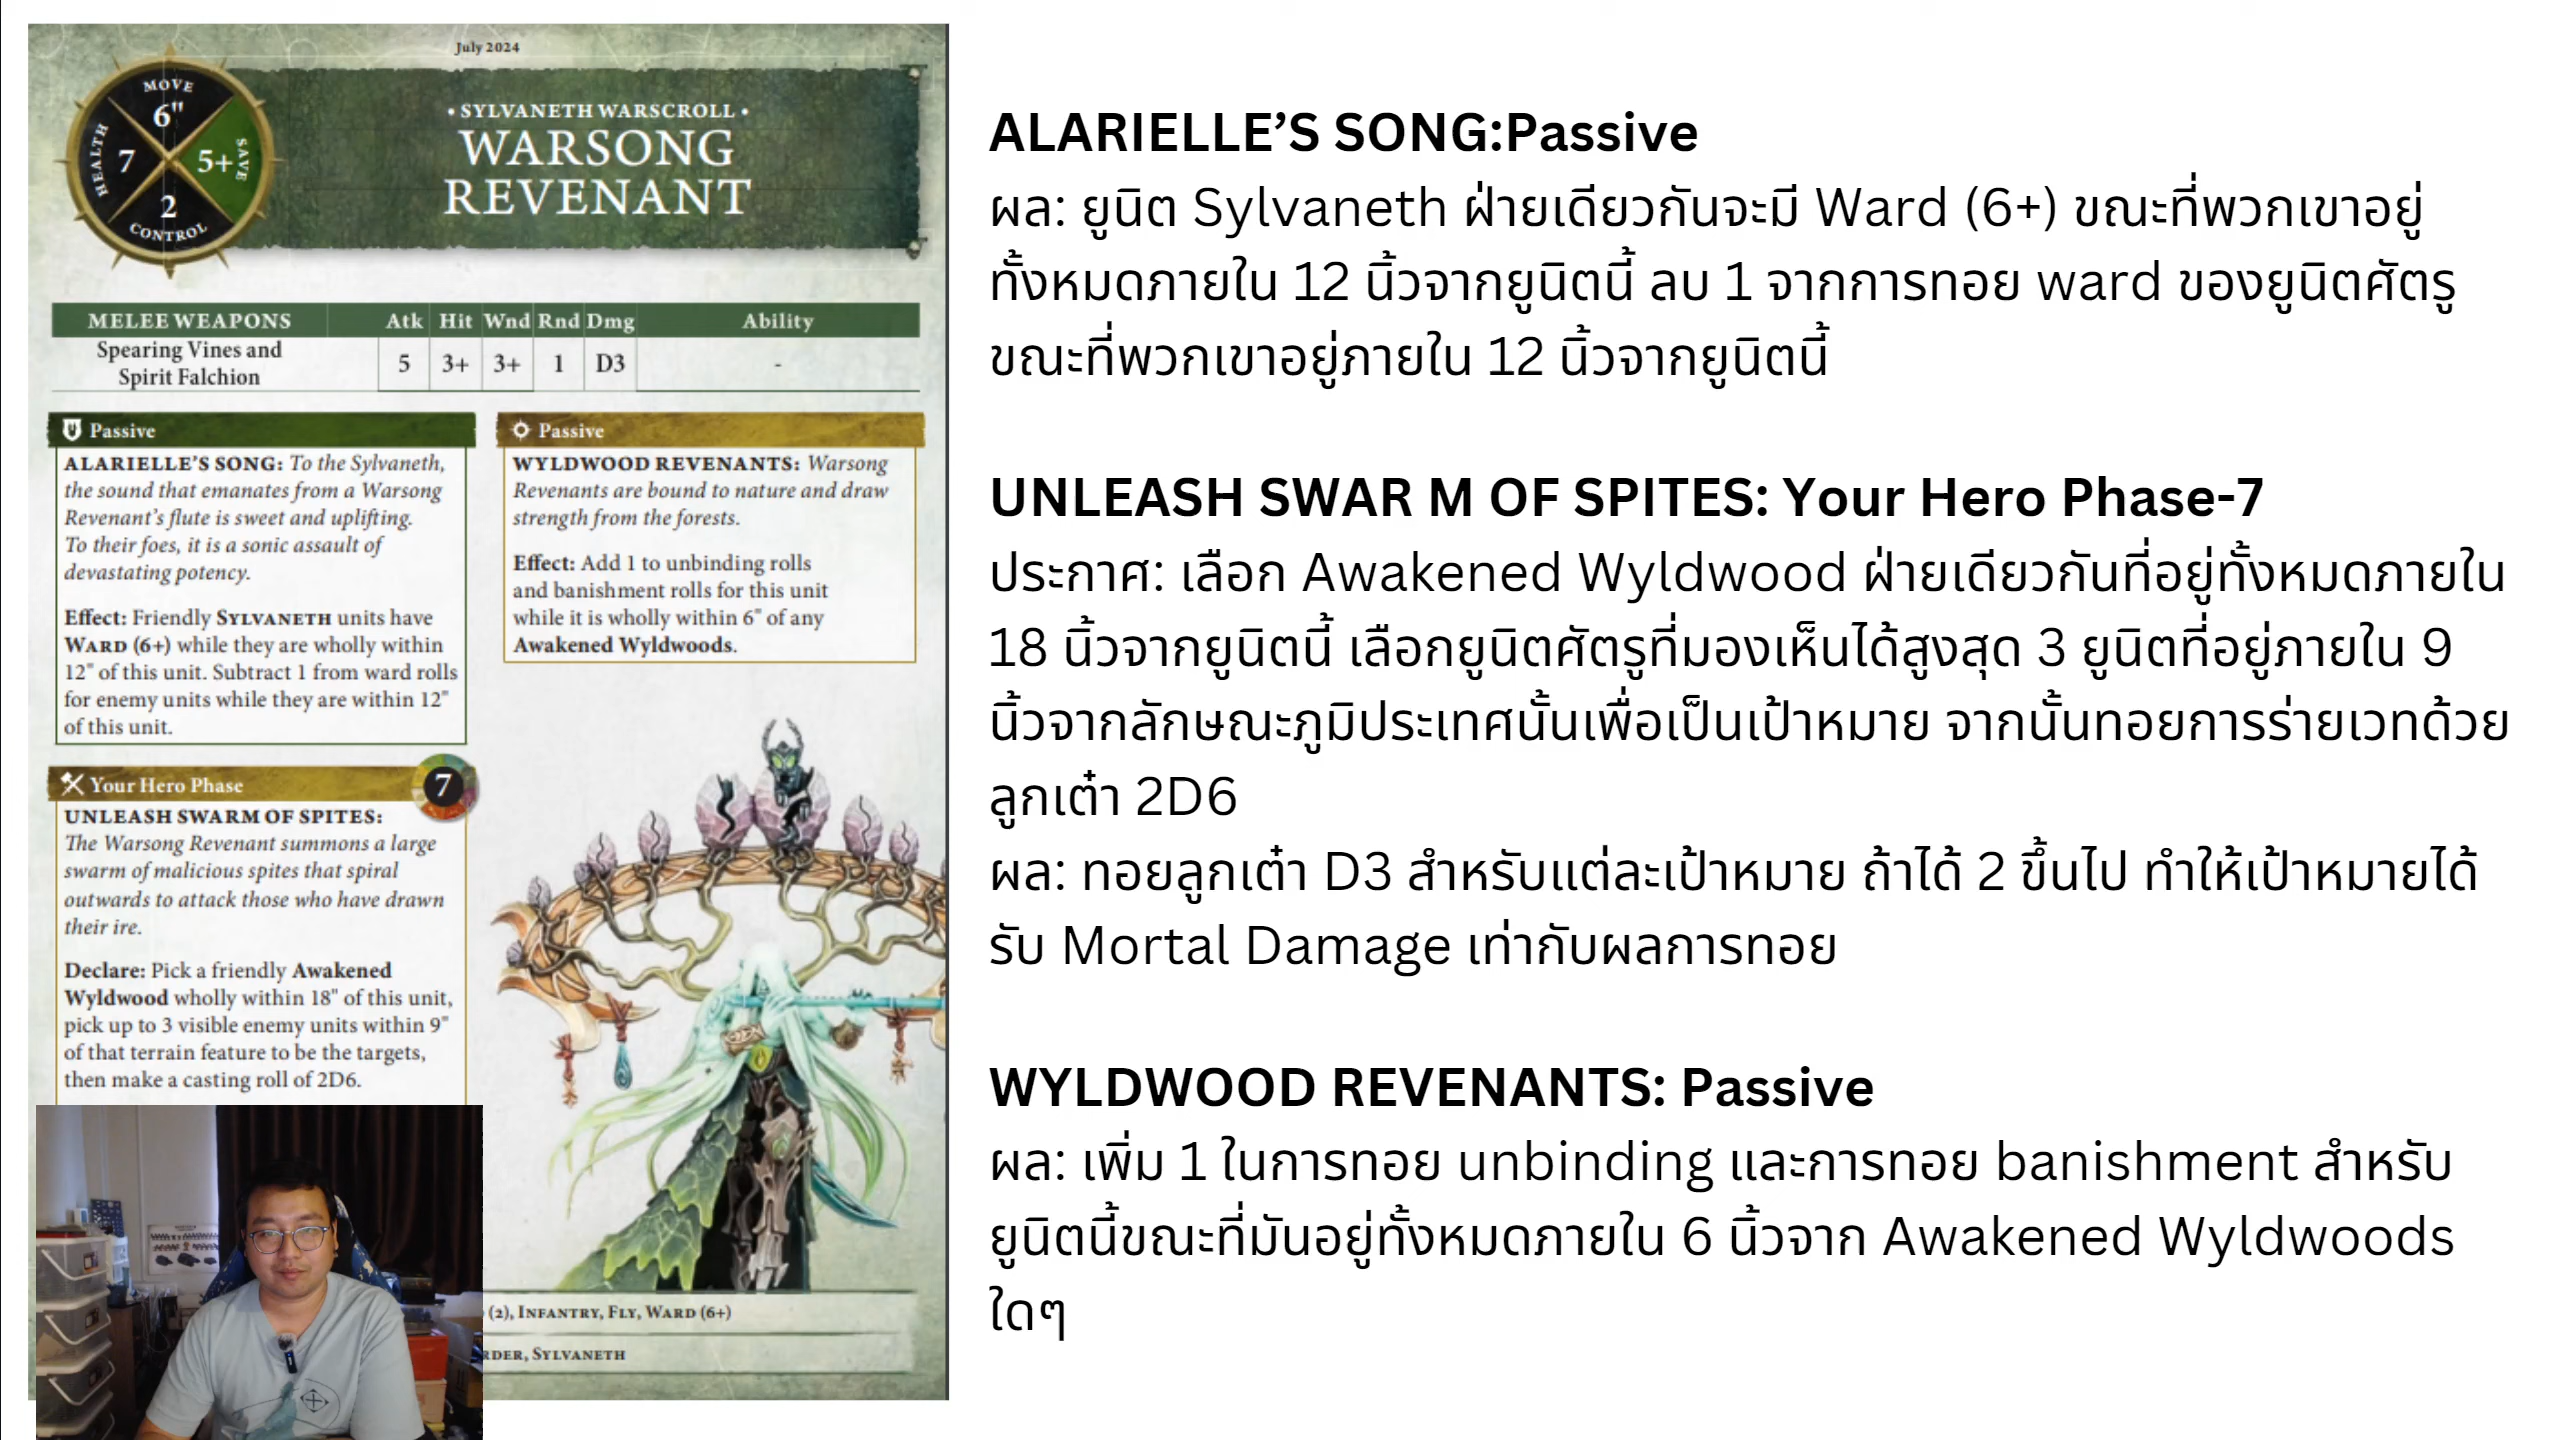 July 2024
MOVE
6"
HEALTH
7
5+
SAVE
2
CONTROL
• SYLVANETH WARSCROLL •
WARSONG
REVENANT
MELEE WEAPONS Atk Hit Wnd Rnd Dmg Ability
Spearing Vines and
Spirit Falchion
5 3+ 3+ 1 D3 -
Passive
ALARIELLE'S SONG: To the Sylvaneth,
the sound that emanates from a Warsong
Revenant's flute is sweet and uplifting.
To their foes, it is a sonic assault of
devastating potency.
Effect: Friendly SYLVANETH units have
WARD (6+) while they are wholly within
12" of this unit. Subtract 1 from ward rolls
for enemy units while they are within 12"
of this unit.
Your Hero Phase
7
UNLEASH SWARM OF SPITES:
The Warsong Revenant summons a large
swarm of malicious spites that spiral
outwards to attack those who have drawn
their ire.
Declare: Pick a friendly Awakened
Wyldwood wholly within 18" of this unit,
pick up to 3 visible enemy units within 9"
of that terrain feature to be the targets,
then make a casting roll of 2D6.
Passive
WYLDWOOD REVENANTS: Warsong
Revenants are bound to nature and draw
strength from the forests.
Effect: Add 1 to unbinding rolls
and banishment rolls for this unit
while it is wholly within 6" of any
Awakened Wyldwoods.
(2), INFANTRY, FLY, WARD (6+)
RDER, SYLVANETH
ALARIELLE’S SONG:Passive
ผล: ยูนิต Sylvaneth ฝ่ายเดียวกันจะมี Ward (6+) ขณะที่พวกเขาอยู่
ทั้งหมดภายใน 12 นิ้วจากยูนิตนี้ ลบ 1 จากการทอย ward ของยูนิตศัตรู
ขณะที่พวกเขาอยู่ภายใน 12 นิ้วจากยูนิตนี้
UNLEASH SWAR M OF SPITES: Your Hero Phase-7
ประกาศ: เลือก Awakened Wyldwood ฝ่ายเดียวกันที่อยู่ทั้งหมดภายใน
18 นิ้วจากยูนิตนี้ เลือกยูนิตศัตรูที่มองเห็นได้สูงสุด 3 ยูนิตที่อยู่ภายใน 9
นิ้วจากลักษณะภูมิประเทศนั้นเพื่อเป็นเป้าหมาย จากนั้นทอยการร่ายเวทด้วย
ลูกเต๋า 2D6
ผล: ทอยลูกเต๋า D3 สำหรับแต่ละเป้าหมาย ถ้าได้ 2 ขึ้นไป ทำให้เป้าหมายได้
รับ Mortal Damage เท่ากับผลการทอย
WYLDWOOD REVENANTS: Passive
ผล: เพิ่ม 1 ในการทอย unbinding และการทอย banishment สำหรับ
ยูนิตนี้ขณะที่มันอยู่ทั้งหมดภายใน 6 นิ้วจาก Awakened Wyldwoods
ใดๆ